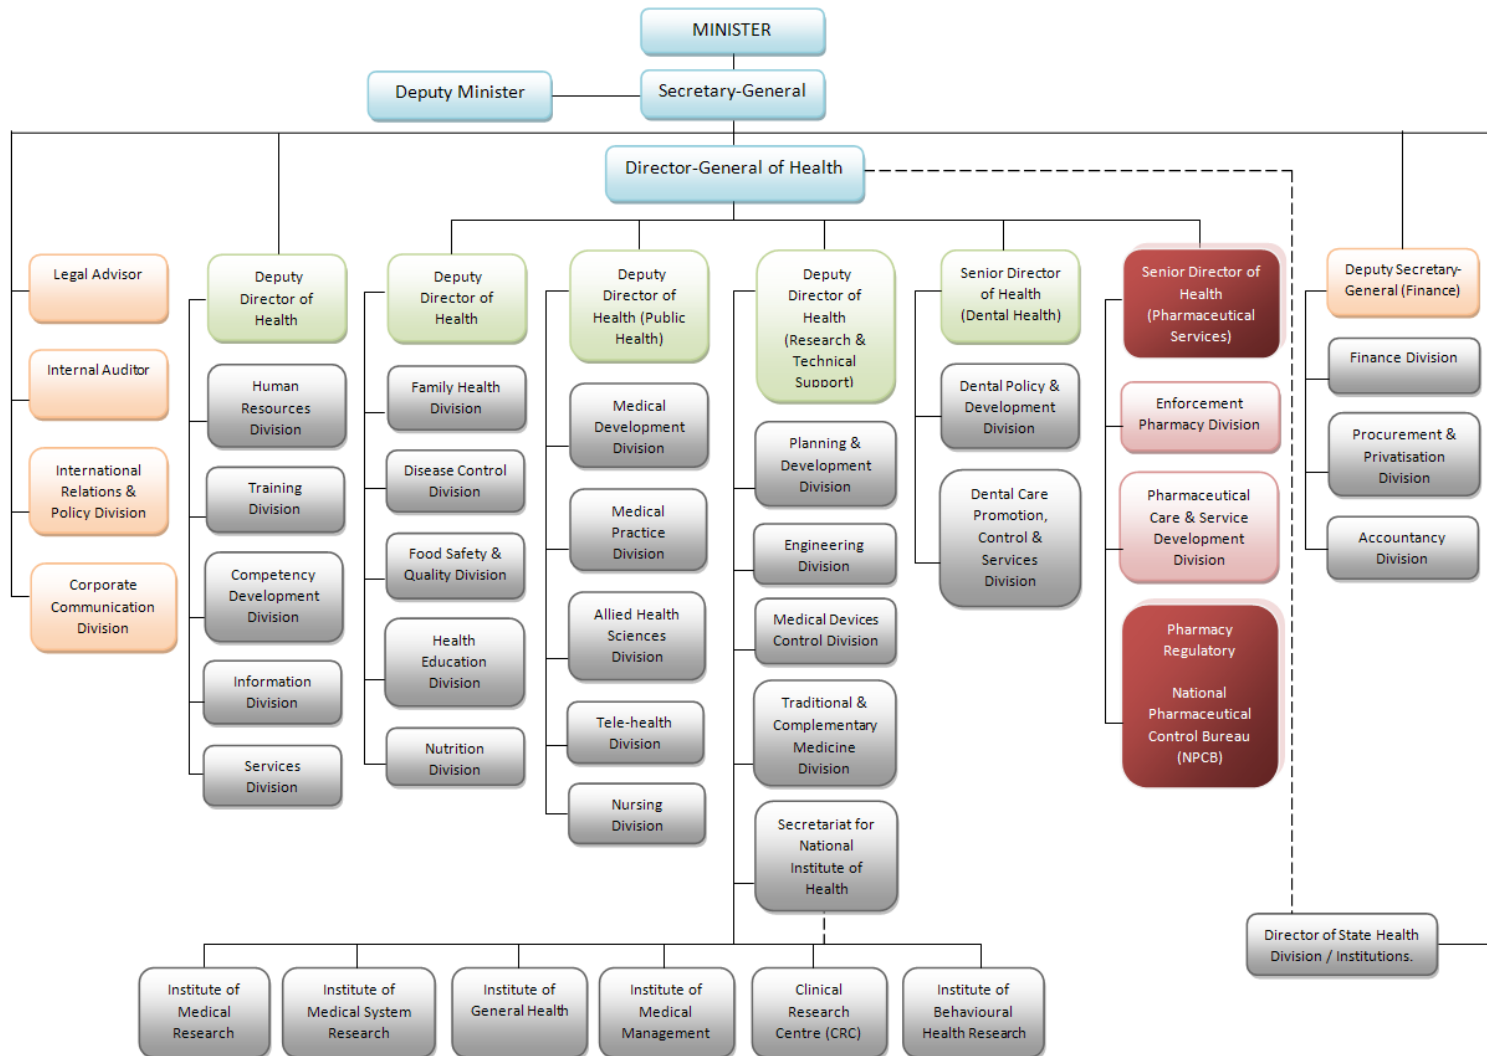 MINISTER
Deputy Minister
Secretary-General
Director-General of Health
Legal Advisor
Internal Auditor
International
Relations &
Policy Division
Corporate
Communication
Division
Deputy
Director of
Health
Human
Resources
Division
Training
Division
Competency
Development
Division
Information
Division
Services
Division
Deputy
Director of
Health
Family Health
Division
Disease Control
Division
Food Safety &
Quality Division
Health
Education
Division
Nutrition
Division
Deputy
Director of
Health (Public
Health)
Medical
Development
Division
Medical
Practice
Division
Allied Health
Sciences
Division
Tele-health
Division
Nursing
Division
Deputy
Director of
Health
(Research &
Technical
Support)
Planning &
Development
Division
Engineering
Division
Medical Devices
Control Division
Traditional &
Complementary
Medicine
Division
Secretariat for
National
Institute of
Health
Senior Director
of Health
(Dental Health)
Dental Policy &
Development
Division
Dental Care
Promotion,
Control &
Services
Division
Senior Director of
Health
(Pharmaceutical
Services)
Enforcement
Pharmacy Division
Pharmaceutical
Care & Service
Development
Division
Pharmacy
Regulatory
National
Pharmaceutical
Control Bureau
(NPCB)
Deputy Secretary-
General (Finance)
Finance Division
Procurement &
Privatisation
Division
Accountancy
Division
Director of State Health
Division / Institutions.
Institute of
Medical
Research
Institute of
Medical System
Research
Institute of
General Health
Institute of
Medical
Management
Clinical
Research
Centre (CRC)
Institute of
Behavioural
Health Research